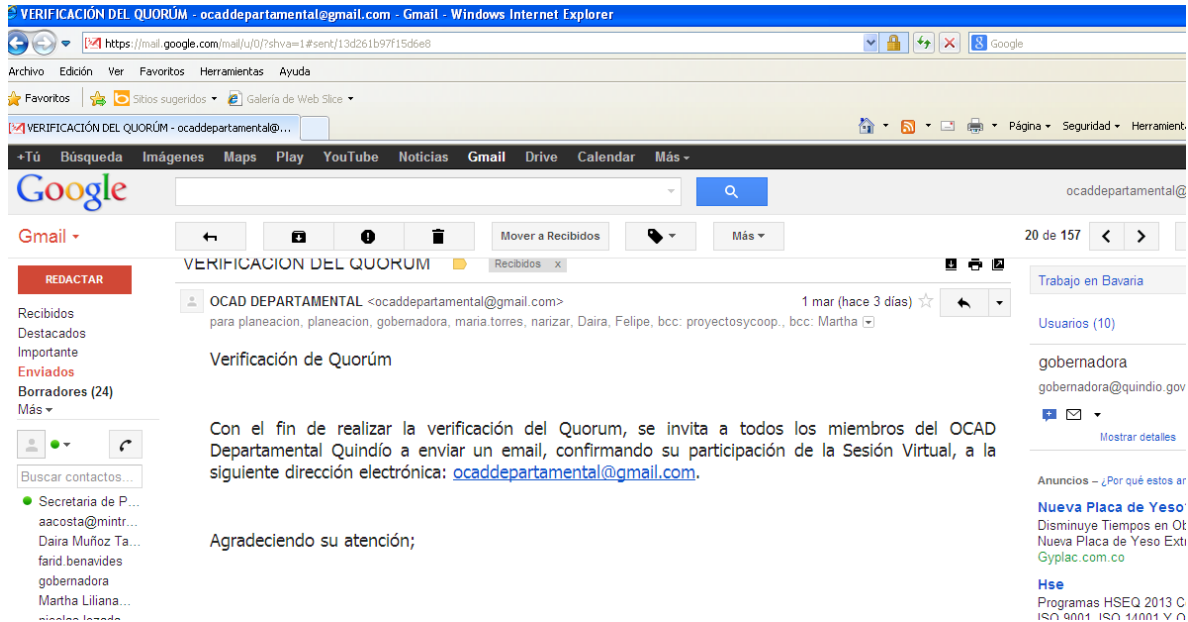 VERIFICACIÓN DEL QUORÚM - ocaddepartamental@gmail.com - Gmail - Windows Internet Explorer
https://mail.google.com/mail/u/0/?shva=1#sent/13d261b97f15d6e8
Google
Archivo Edición Ver Favoritos Herramientas Ayuda
Favoritos Sitios sugeridos Galería de Web Slice
VERIFICACIÓN DEL QUORÚM - ocaddepartamental@...
Página Seguridad Herramient
+Tú Búsqueda Imágenes Maps Play YouTube Noticias Gmail Drive Calendar Más
Google
ocaddepartamental@
Gmail
Mover a Recibidos
Más
20 de 157
REDACTAR
Recibidos
Destacados
Importante
Enviados
Borradores (24)
Más
Buscar contactos...
Secretaria de P...
aacosta@mintr...
Daira Muñoz Ta...
farid.benavides
gobernadora
Martha Liliana...
VERIFICACIÓN DEL QUORÚM
Recibidos x
OCAD DEPARTAMENTAL <ocaddepartamental@gmail.com>
1 mar (hace 3 días)
para planeacion, planeacion, gobernadora, maria.torres, narizar, Daira, Felipe, bcc: proyectosycoop., bcc: Martha
Verificación de Quorúm
Con el fin de realizar la verificación del Quorum, se invita a todos los miembros del OCAD
Departamental Quindío a enviar un email, confirmando su participación de la Sesión Virtual, a la
siguiente dirección electrónica: ocaddepartamental@gmail.com.
Agradeciendo su atención;
Trabajo en Bavaria
Usuarios (10)
gobernadora
gobernadora@quindio.gov
Mostrar detalles
Anuncios – ¿Por qué estos an
Nueva Placa de Yeso
Disminuye Tiempos en Ob
Nueva Placa de Yeso Extr
Gyplac.com.co
Hse
Programas HSEQ 2013 C
ISO 9001, ISO 14001 Y O